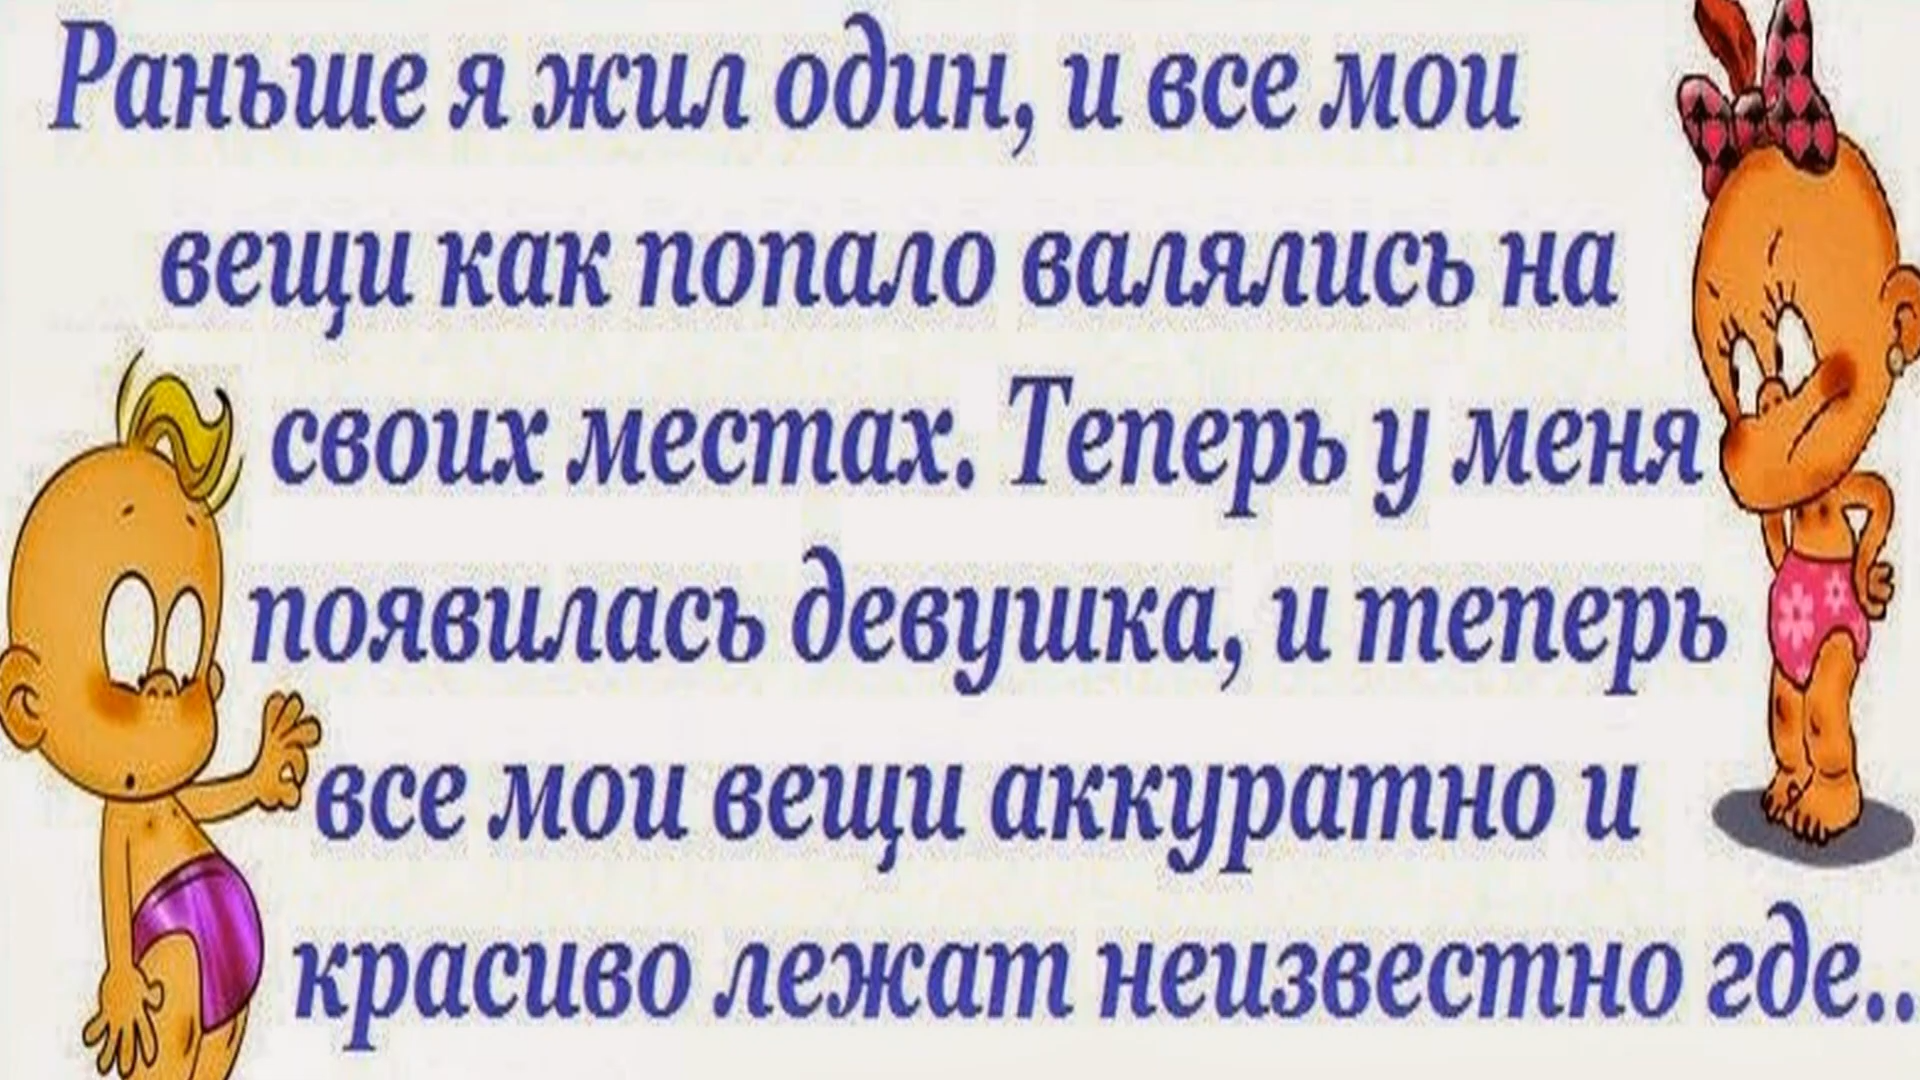 Раньше я жил один, и все мои
вещи как попало валялись на
своих местах. Теперь у меня
появилась девушка, и теперь
все мои вещи аккуратно и
красиво лежат неизвестно где..